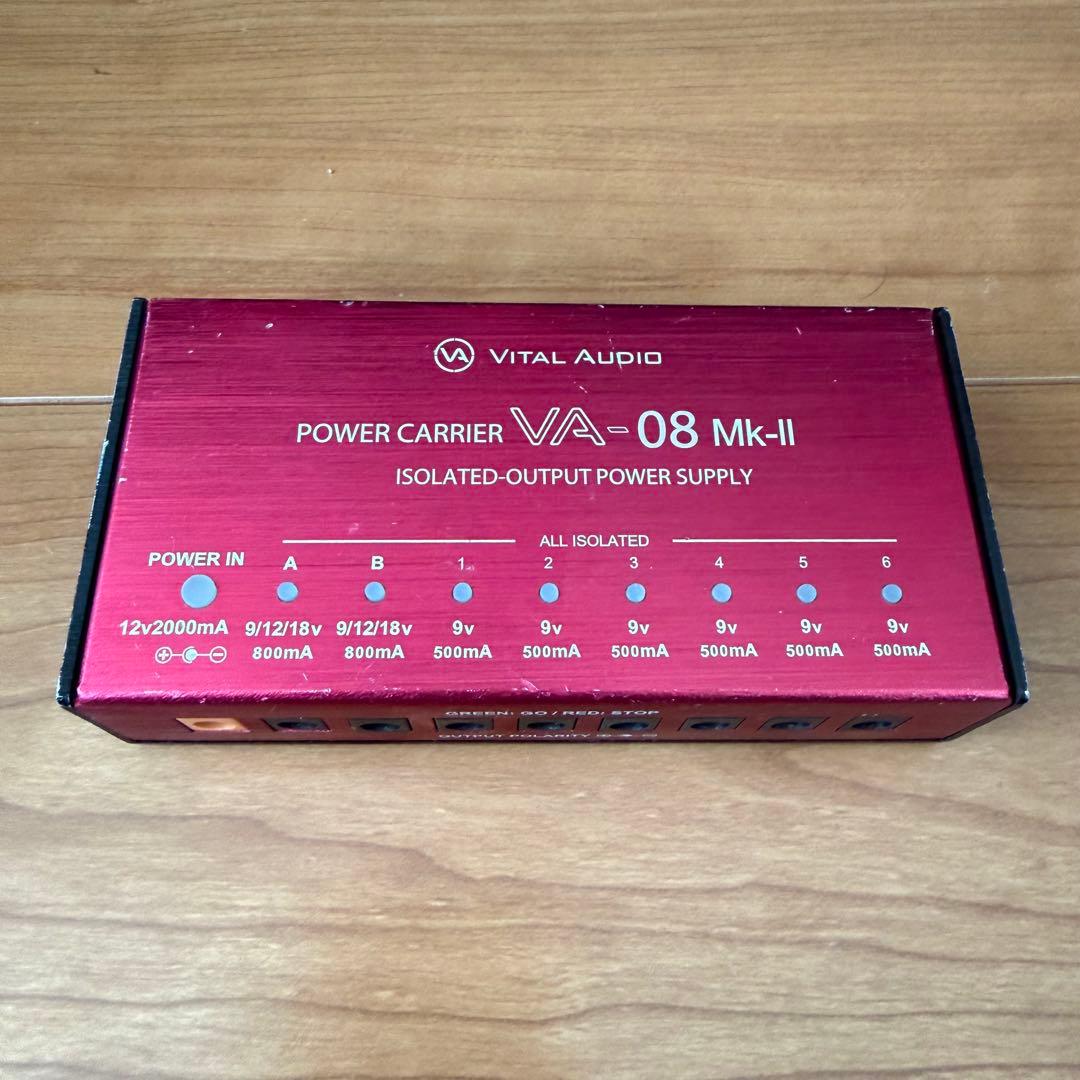 VA VITAL AUDIO
POWER CARRIER VA-08 Mk-II
ISOLATED-OUTPUT POWER SUPPLY
ALL ISOLATED
POWER IN A B 1 2 3 4 5 6
12v2000mA 9/12/18v 9/12/18v 9v 9v 9v 9v 9v 9v
800mA 800mA 500mA 500mA 500mA 500mA 500mA 500mA
GREEN: GO / RED: STOP
OUTPUT POLARITY